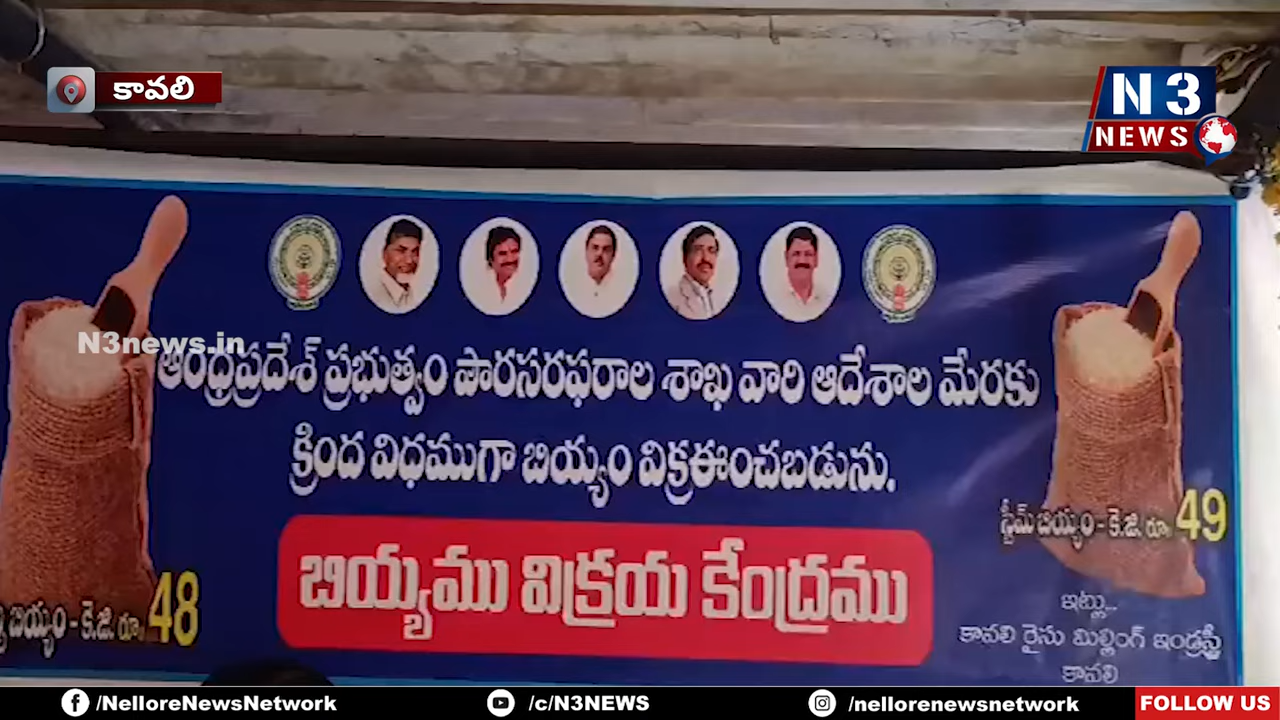 కావలి
N3
NEWS
N3news.in
ఆంధ్రప్రదేశ్ ప్రభుత్వం పౌరసరఫరాల శాఖ వారి ఆదేశాల మేరకు
క్రింద విధముగా బియ్యం విక్రఈంచబడును.
బియ్యము విక్రయ కేంద్రము
బియ్యం - కె.జి. రూ. 48
స్టీమ్ బియ్యం - కె.జి. రూ. 49
ఇట్లు...
కావలి రైసు మిల్లింగ్ ఇండస్ట్రీ
కావలి
/NelloreNewsNetwork
/c/N3NEWS
/nellorenewsnetwork
FOLLOW US